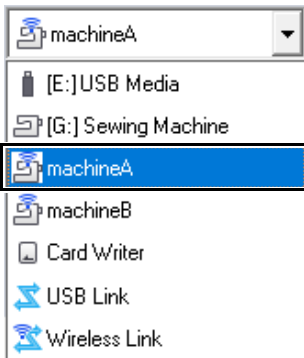 machineA
[E:]USB Media
[G:] Sewing Machine
machineA
machineB
Card Writer
USB Link
Wireless Link